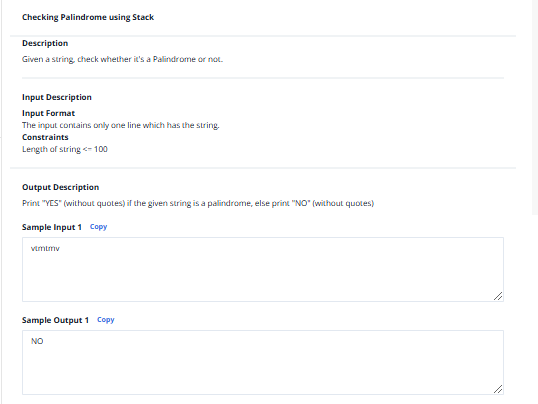 Checking Palindrome using Stack
Description
Given a string, check whether it's a Palindrome or not.
Input Description
Input Format
The input contains only one line which has the string.
Constraints
Length of string <= 100
Output Description
Print "YES" (without quotes) if the given string is a palindrome, else print "NO" (without quotes)
Sample Input 1 Copy
vtmtmv
Sample Output 1 Copy
NO